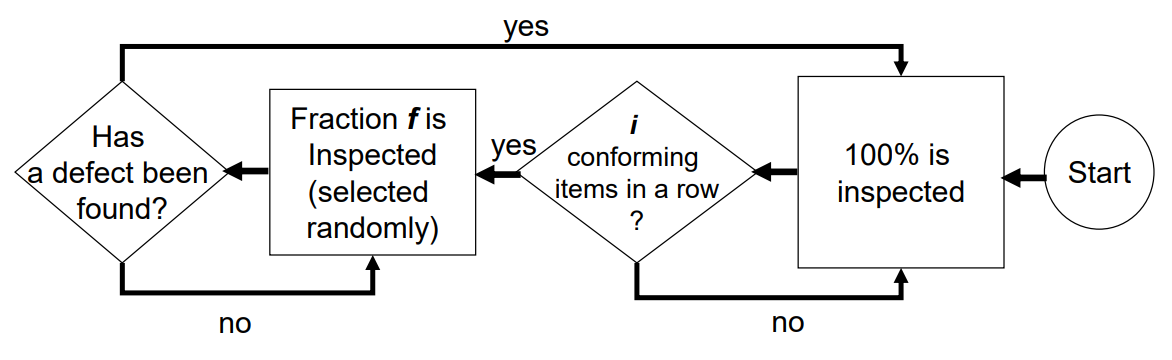 yes
Has
a defect been
found?
Fraction f is
Inspected
(selected
randomly)
yes
i
conforming
items in a row
?
100% is
inspected
Start
no
no